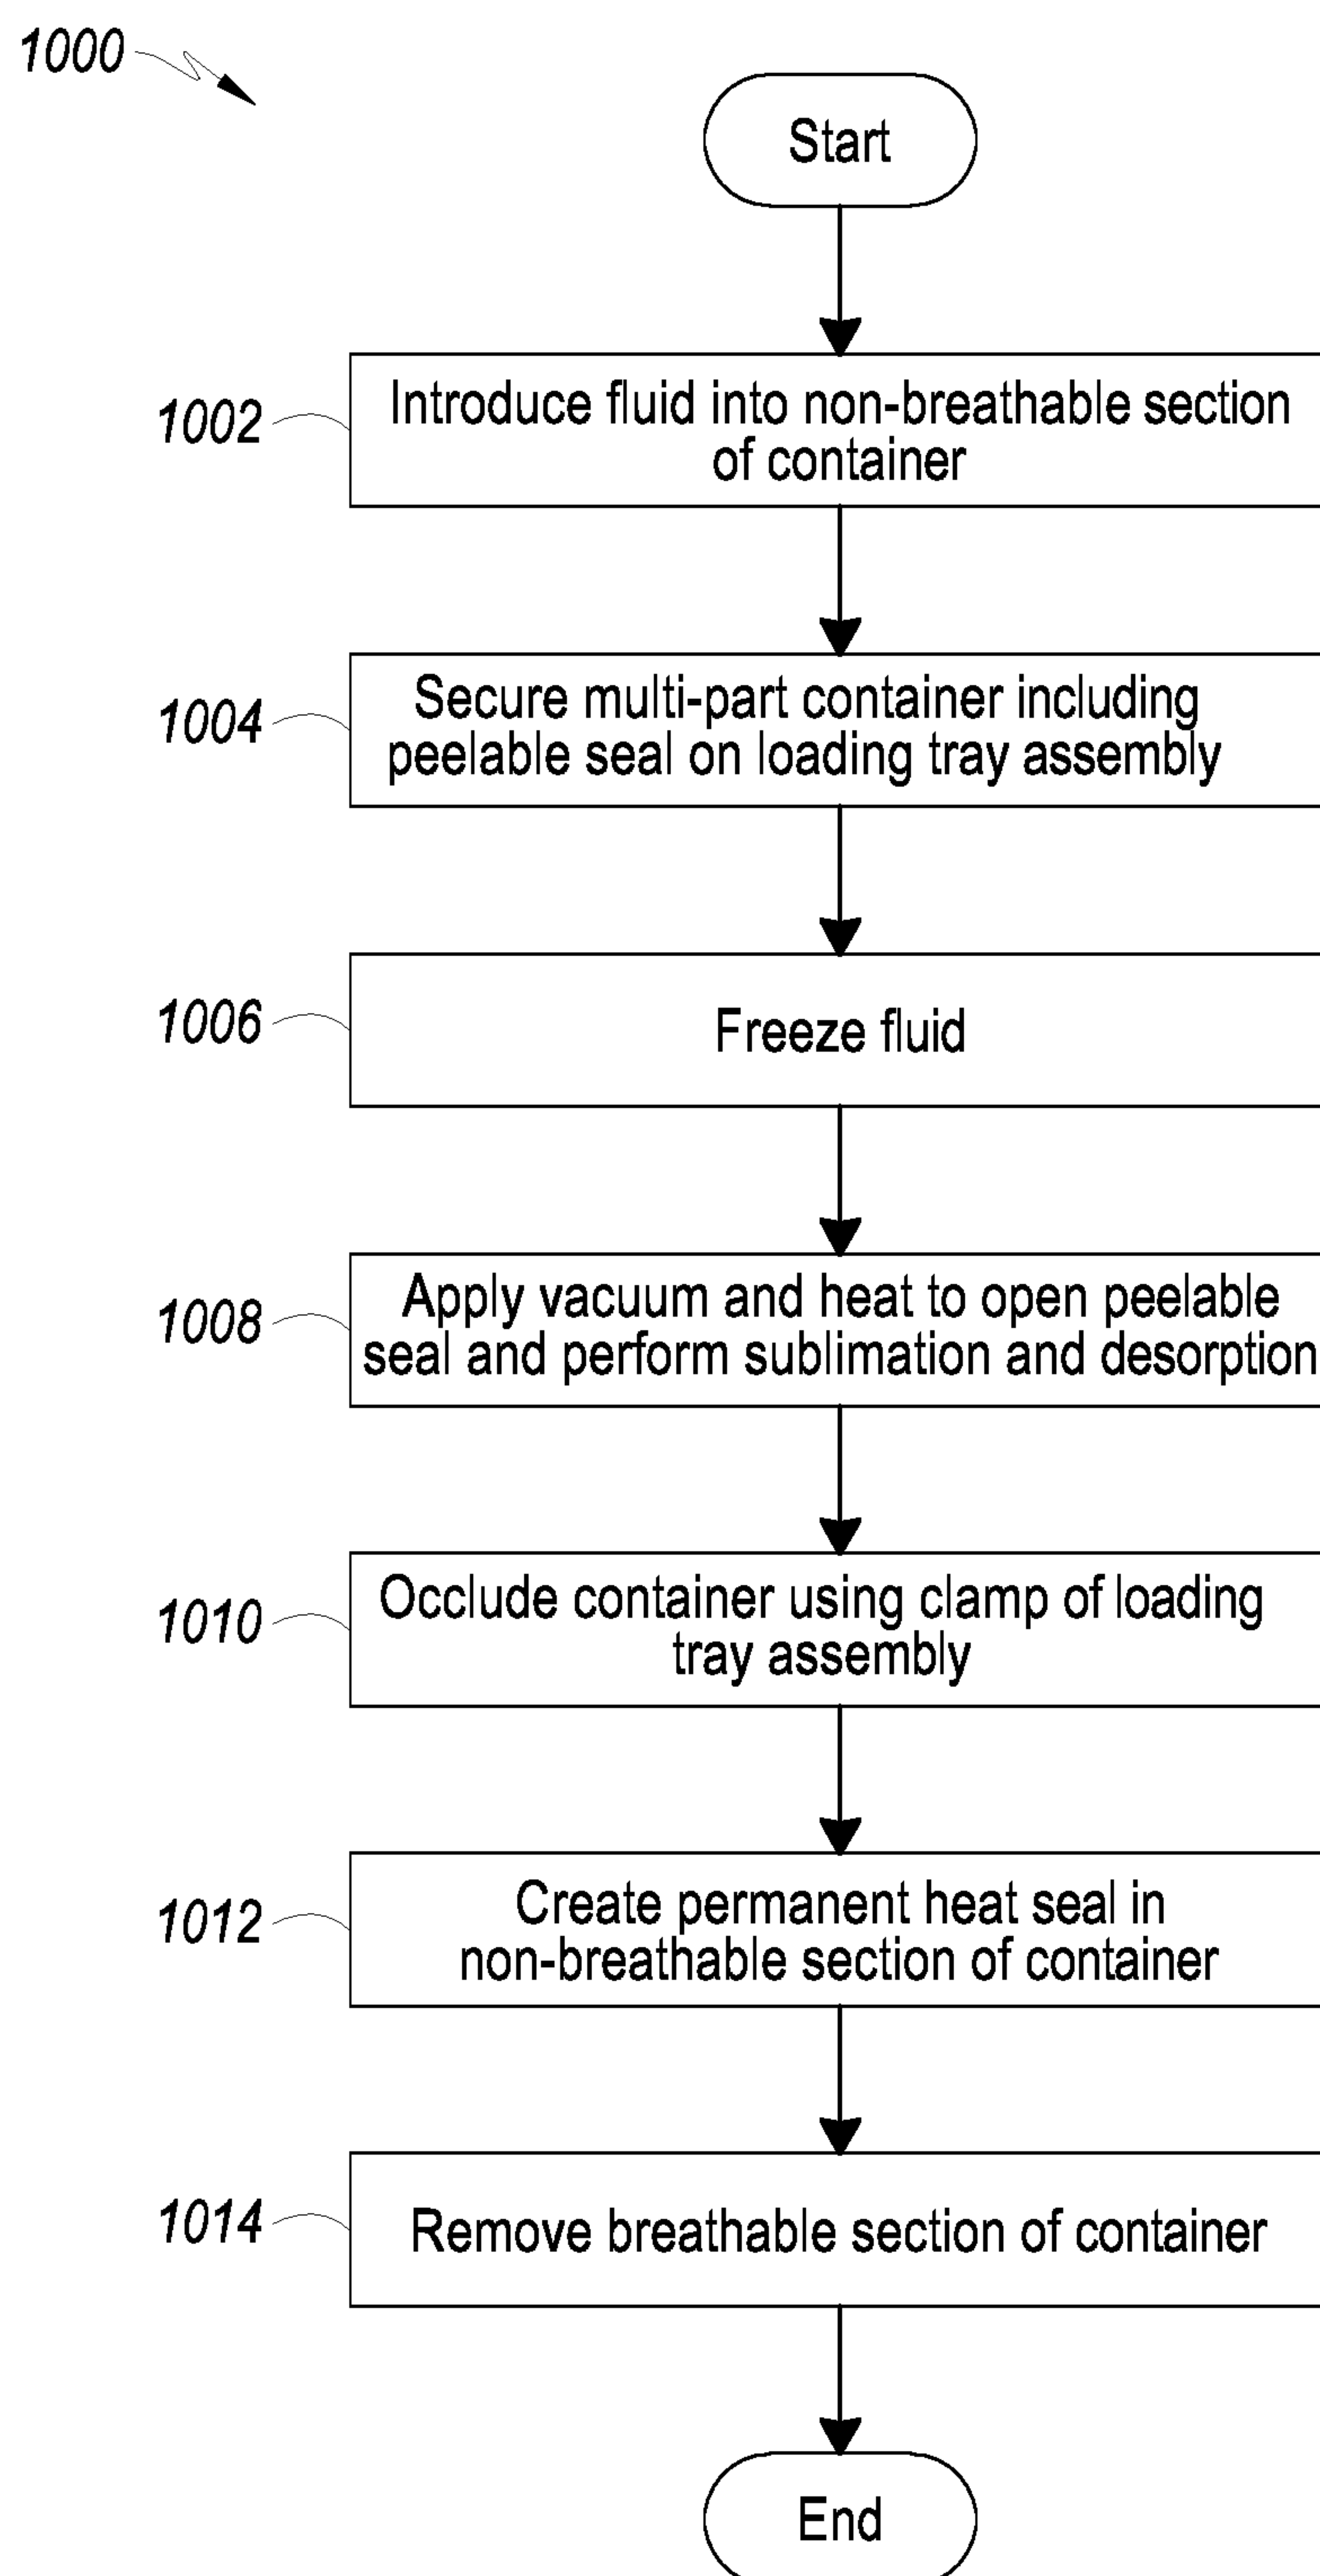 1000
Start
1002
Introduce fluid into non-breathable section
of container
1004
Secure multi-part container including
peelable seal on loading tray assembly
1006
Freeze fluid
1008
Apply vacuum and heat to open peelable
seal and perform sublimation and desorption
1010
Occlude container using clamp of loading
tray assembly
1012
Create permanent heat seal in
non-breathable section of container
1014
Remove breathable section of container
End